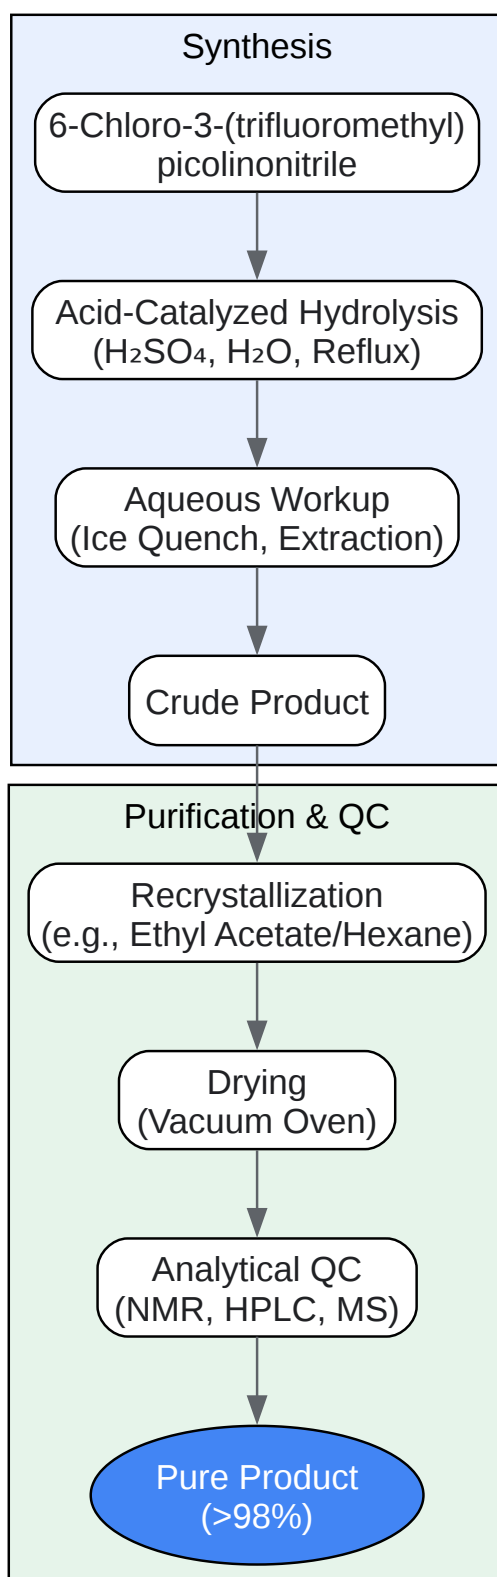 Synthesis
6-Chloro-3-(trifluoromethyl)
picolinonitrile
Acid-Catalyzed Hydrolysis
(H₂SO₄, H₂O, Reflux)
Aqueous Workup
(Ice Quench, Extraction)
Crude Product
Purification & QC
Recrystallization
(e.g., Ethyl Acetate/Hexane)
Drying
(Vacuum Oven)
Analytical QC
(NMR, HPLC, MS)
Pure Product
(>98%)